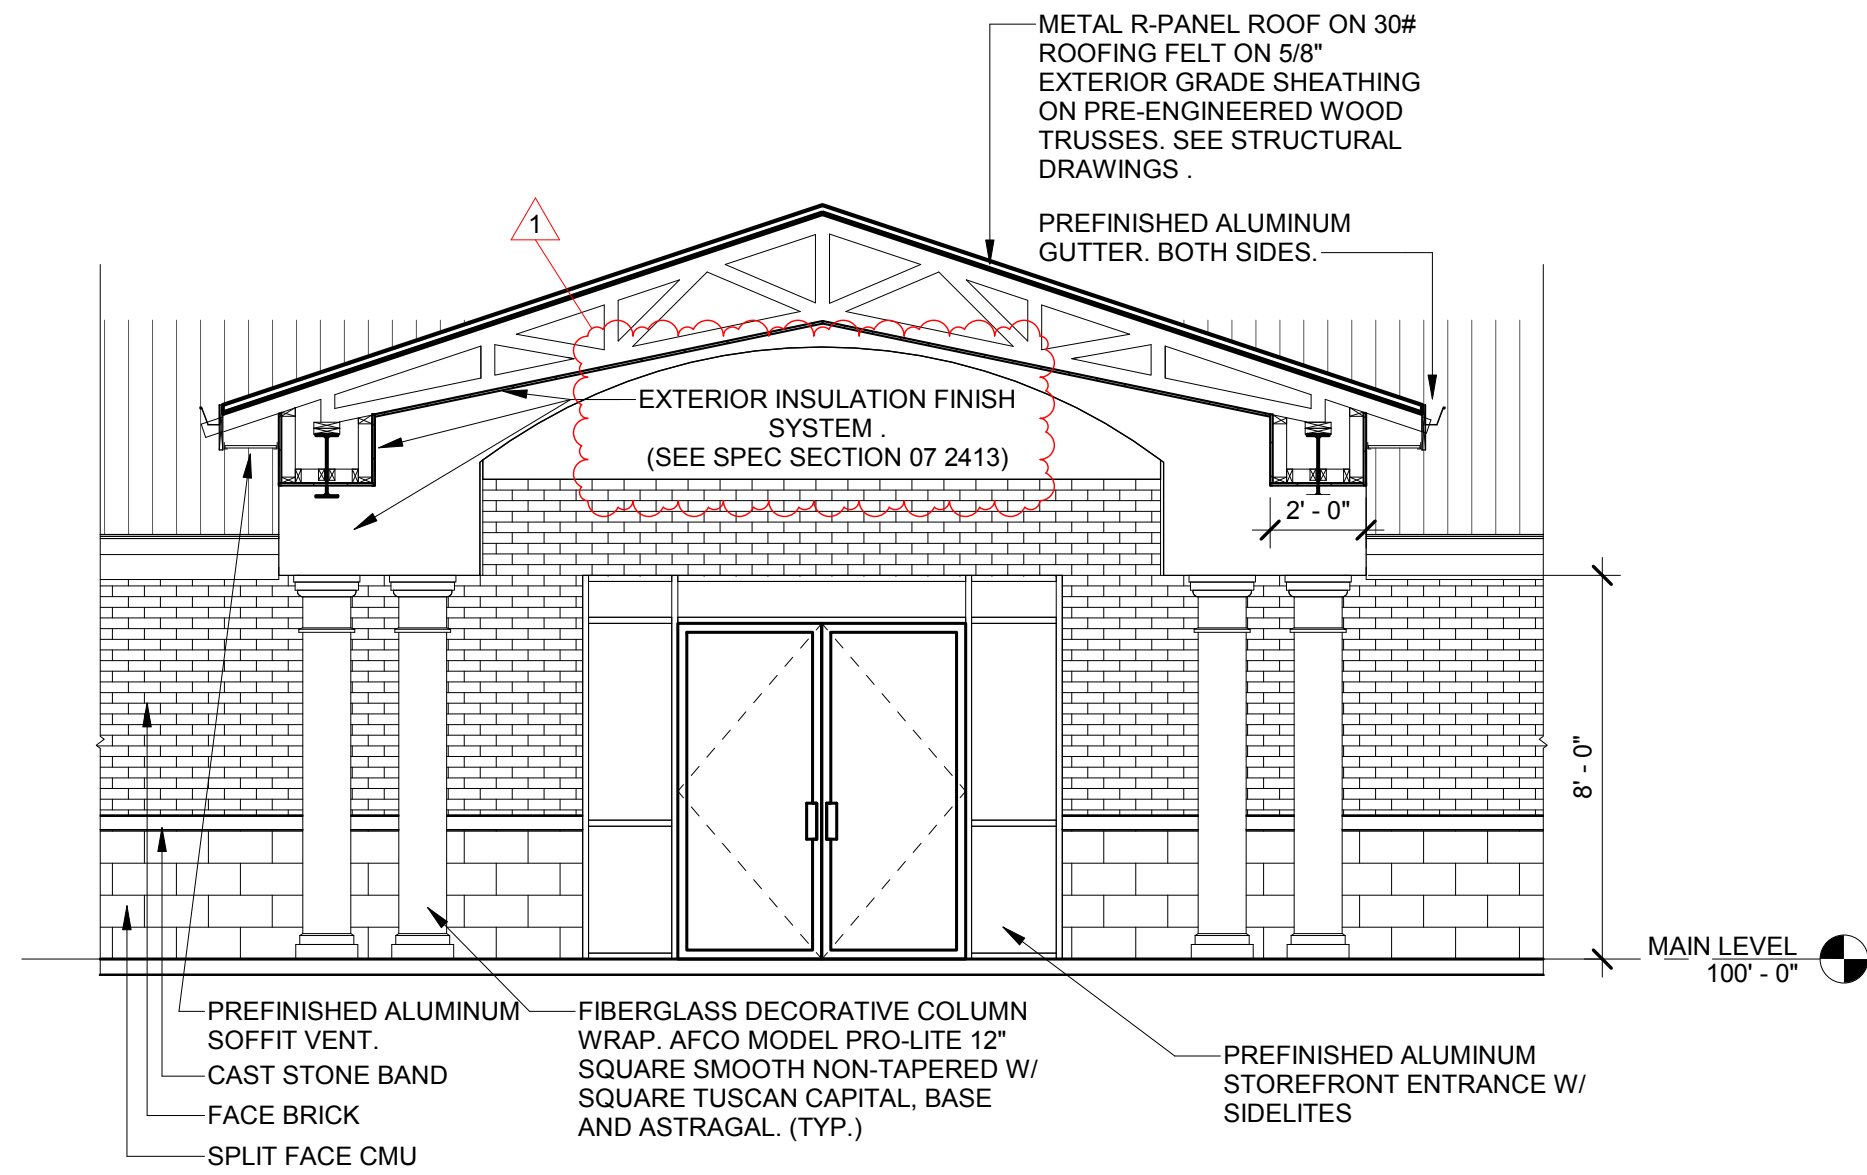 METAL R-PANEL ROOF ON 30#
ROOFING FELT ON 5/8"
EXTERIOR GRADE SHEATHING
ON PRE-ENGINEERED WOOD
TRUSSES. SEE STRUCTURAL
DRAWINGS .
PREFINISHED ALUMINUM
GUTTER. BOTH SIDES.
1
EXTERIOR INSULATION FINISH
SYSTEM .
(SEE SPEC SECTION 07 2413)
2' - 0"
8' - 0"
MAIN LEVEL
100' - 0"
PREFINISHED ALUMINUM
SOFFIT VENT.
CAST STONE BAND
FACE BRICK
SPLIT FACE CMU
FIBERGLASS DECORATIVE COLUMN
WRAP. AFCO MODEL PRO-LITE 12"
SQUARE SMOOTH NON-TAPERED W/
SQUARE TUSCAN CAPITAL, BASE
AND ASTRAGAL. (TYP.)
PREFINISHED ALUMINUM
STOREFRONT ENTRANCE W/
SIDELITES